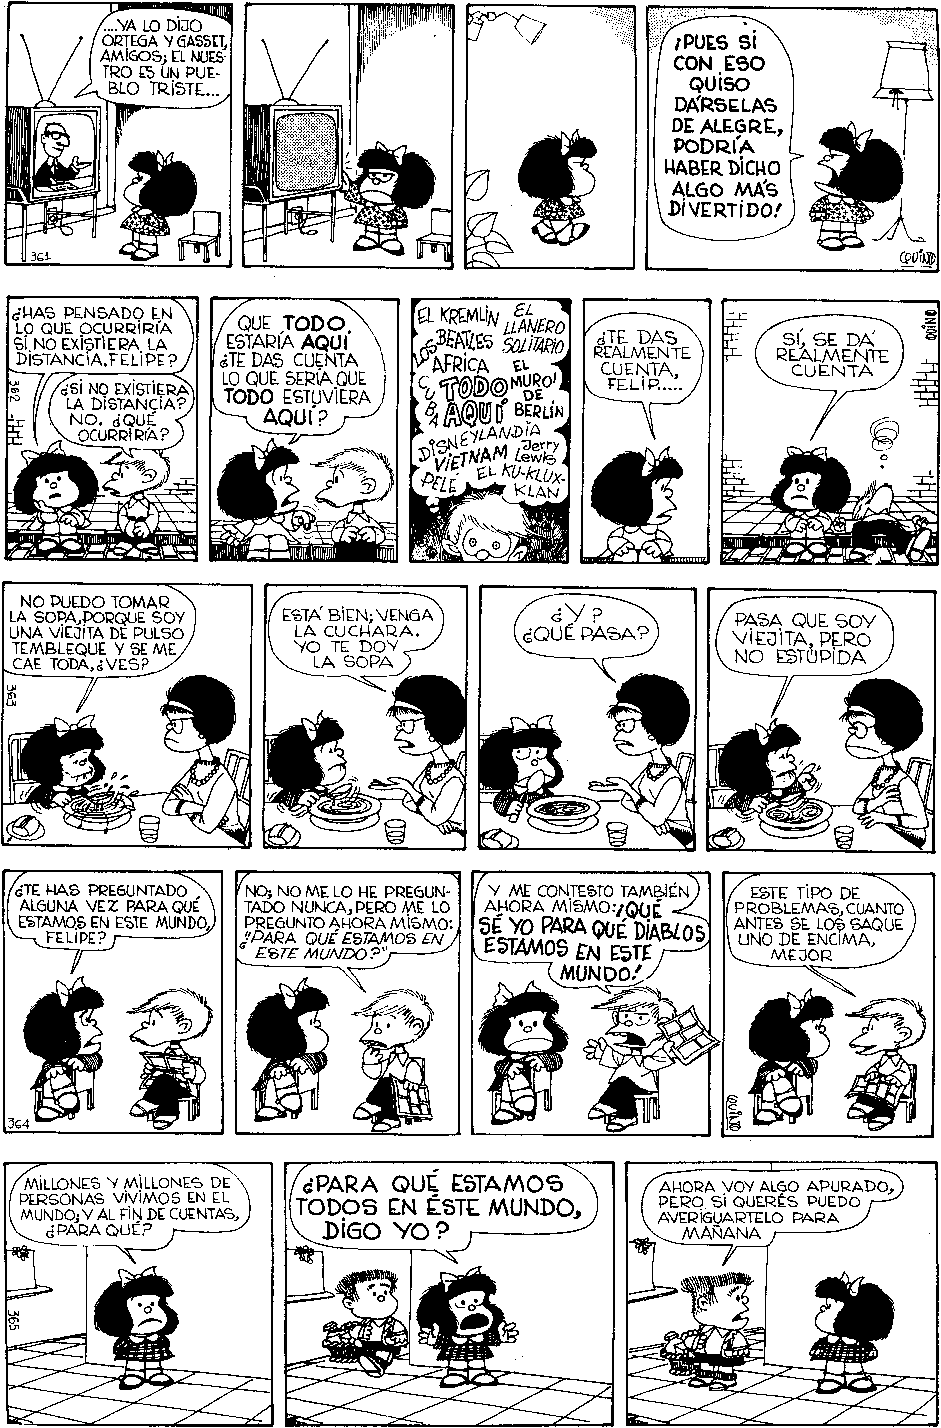 ....YA LO DIJO
ORTEGA Y GASSET,
AMIGOS; EL NUES-
TRO ES UN PUE-
BLO TRISTE...
361
¡PUES SI
CON ESO
QUISO
DÁRSELAS
DE ALEGRE,
PODRÍA
HABER DICHO
ALGO MÁS
DIVERTIDO!
QUINO
¿HAS PENSADO EN
LO QUE OCURRIRÍA
SI NO EXISTIERA LA
DISTANCIA, FELIPE?
¿SI NO EXISTIERA
LA DISTANCIA?
NO. ¿QUÉ
OCURRIRÍA?
362
QUE TODO
ESTARÍA AQUÍ
¿TE DAS CUENTA
LO QUE SERÍA QUE
TODO ESTUVIERA
AQUÍ?
EL KREMLIN
EL LLANERO SOLITARIO
LOS BEATLES
AFRICA
CUBA
TODO AQUÍ
EL MURO DE BERLÍN
DISNEYLANDIA
VIETNAM
Jerry Lewis
PELÉ
EL KU-KLUX-
KLAN
¿TE DAS
REALMENTE
CUENTA,
FELIP.....
SÍ, SE DÁ
REALMENTE
CUENTA
QUINO
NO PUEDO TOMAR
LA SOPA, PORQUE SOY
UNA VIEJITA DE PULSO
TEMBLEQUE Y SE ME
CAE TODA, ¿VES?
363
ESTÁ BIEN; VENGA
LA CUCHARA.
YO TE DOY
LA SOPA
¿Y?
¿QUÉ PASA?
PASA QUE SOY
VIEJITA, PERO
NO ESTÚPIDA
¿TE HAS PREGUNTADO
ALGUNA VEZ PARA QUÉ
ESTAMOS EN ESTE MUNDO,
FELIPE?
364
NO; NO ME LO HE PREGUN-
TADO NUNCA, PERO ME LO
PREGUNTO AHORA MISMO:
"¿PARA QUÉ ESTAMOS EN
ESTE MUNDO?"
Y ME CONTESTO TAMBIÉN
AHORA MISMO: ¡QUÉ
SÉ YO PARA QUÉ DIABLOS
ESTAMOS EN ESTE
MUNDO!
ESTE TIPO DE
PROBLEMAS, CUANTO
ANTES SE LOS SAQUE
UNO DE ENCIMA,
MEJOR
QUINO
MILLONES Y MILLONES DE
PERSONAS VIVIMOS EN EL
MUNDO; Y AL FIN DE CUENTAS,
¿PARA QUÉ?
365
¿PARA QUÉ ESTAMOS
TODOS EN ÉSTE MUNDO,
DIGO YO?
AHORA VOY ALGO APURADO,
PERO SI QUERÉS PUEDO
AVERIGUÁRTELO PARA
MAÑANA